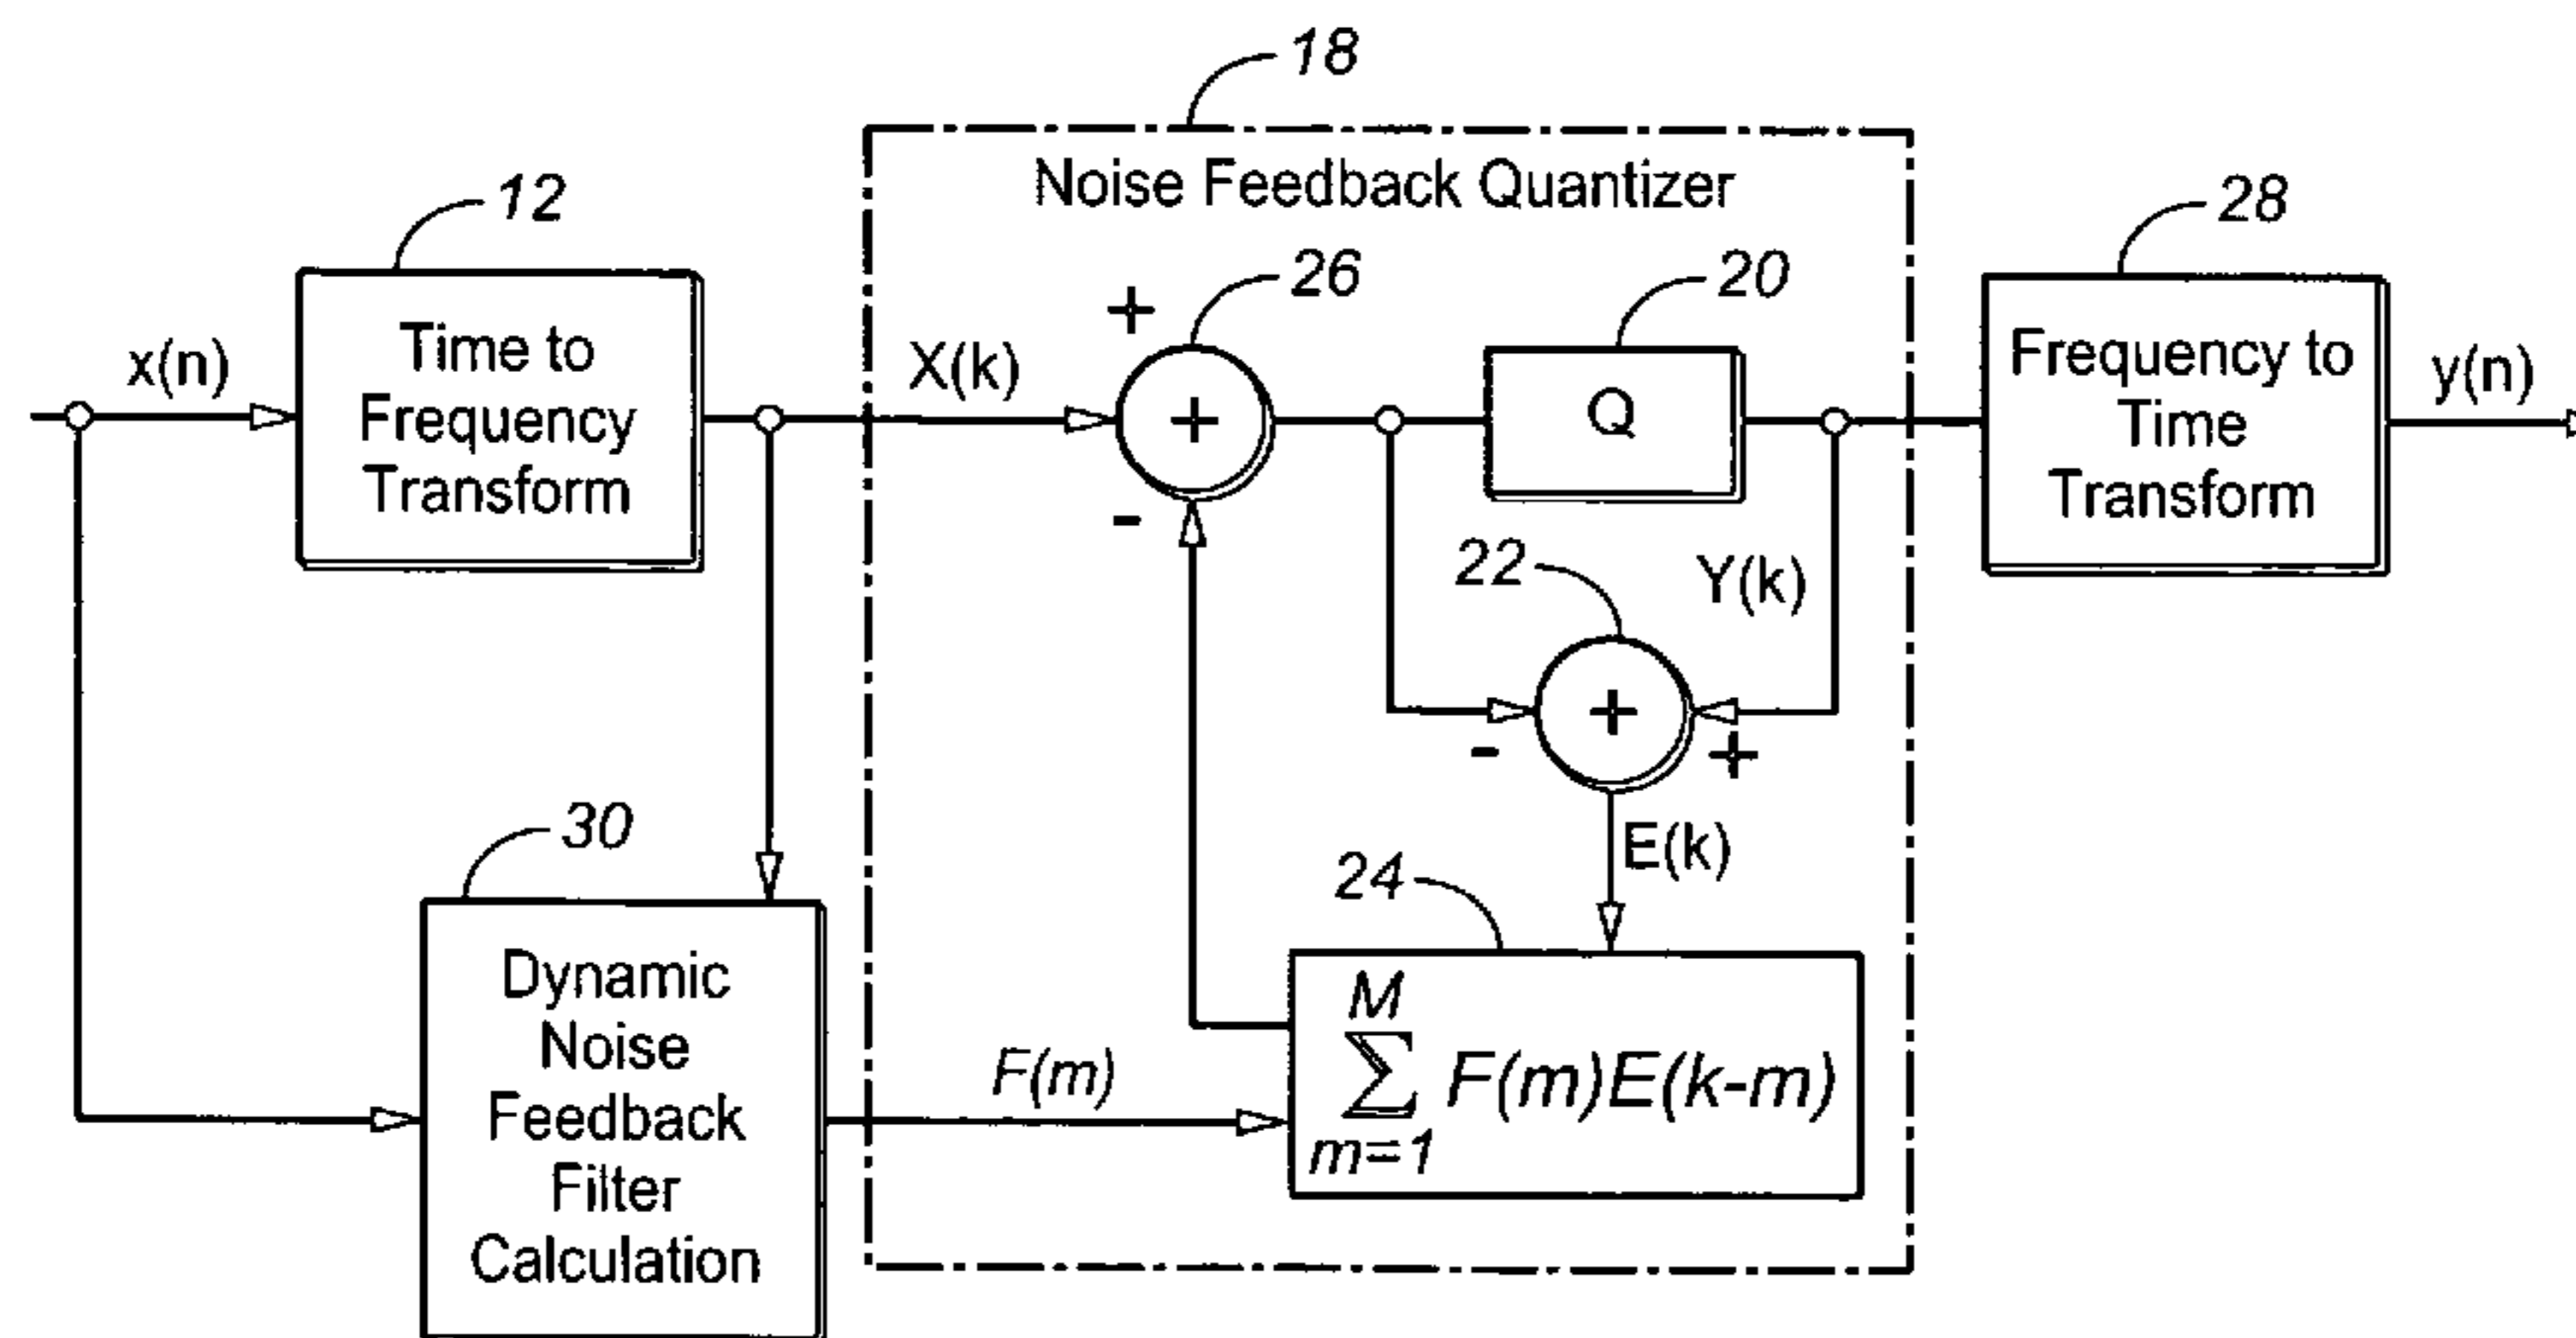 18
Noise Feedback Quantizer
12
28
26
20
+
x(n)
Time to
Frequency
Transform
X(k)
+
Q
Frequency to
Time
Transform
y(n)
-
22
Y(k)
+
-
+
30
E(k)
24
Dynamic
Noise
Feedback
Filter
Calculation
F(m)
M
∑ F(m)E(k-m)
m=1